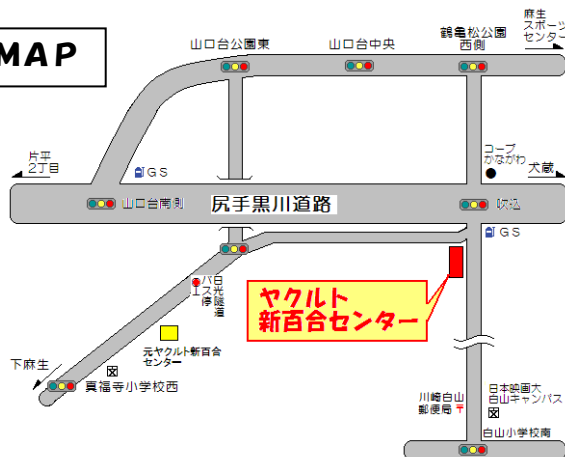 MAP
麻生
スポーツ
センター
山口台公園東
山口台中央
鶴亀松公園
西側
片平
2丁目
GS
コープ
かながわ
犬蔵
山口台南側
尻手黒川道路
吹込
GS
バス停
日光隧道
ヤクルト
新百合センター
元ヤクルト新百合
センター
下麻生
真福寺小学校西
川崎白山
郵便局〒
日本映画大
白山キャンパス
白山小学校南